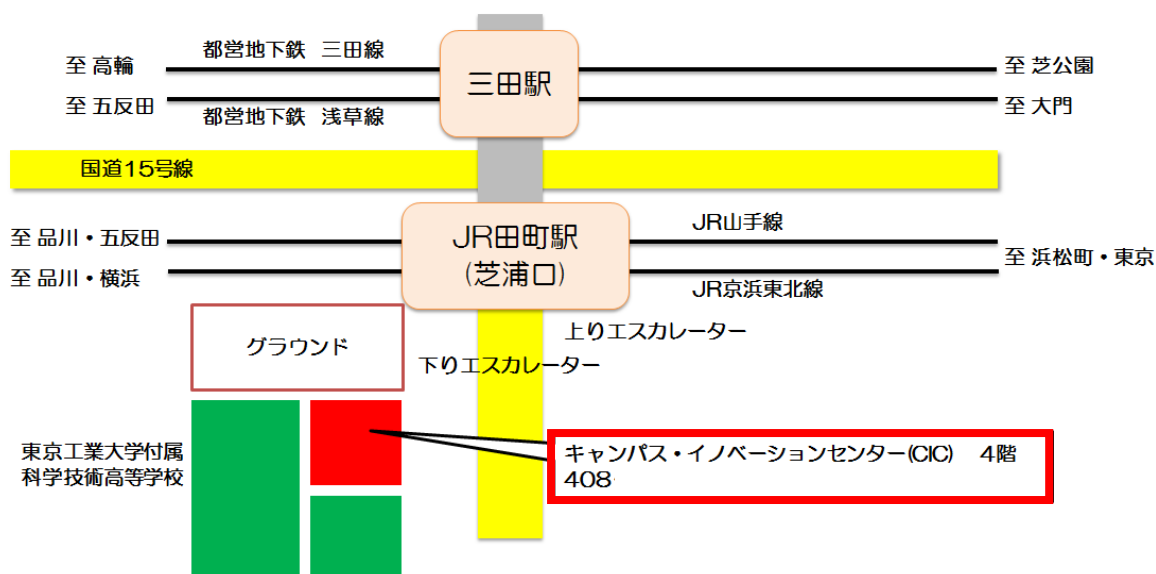 都営地下鉄 三田線
至 高輪
三田駅
至 芝公園
至 五反田
都営地下鉄 浅草線
至 大門
国道15号線
JR山手線
至 品川・五反田
JR田町駅
(芝浦口)
至 浜松町・東京
至 品川・横浜
JR京浜東北線
グラウンド
上りエスカレーター
下りエスカレーター
東京工業大学付属
科学技術高等学校
キャンパス・イノベーションセンター(CIC) 4階
408